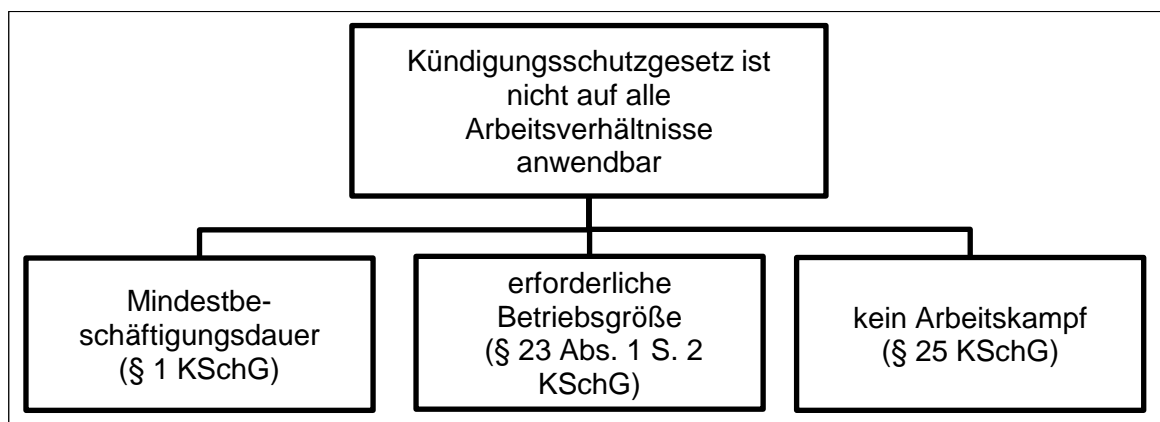 Kündigungsschutzgesetz ist
nicht auf alle
Arbeitsverhältnisse
anwendbar
Mindestbe-
schäftigungsdauer
(§ 1 KSchG)
erforderliche
Betriebsgröße
(§ 23 Abs. 1 S. 2
KSchG)
kein Arbeitskampf
(§ 25 KSchG)